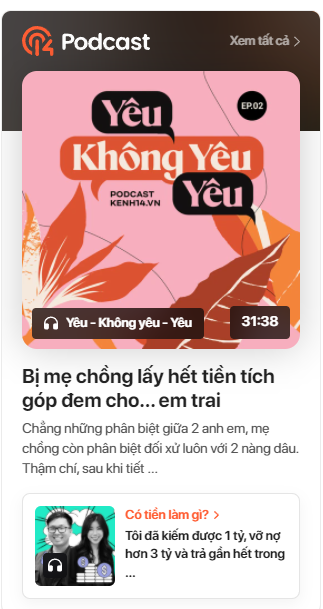 14 Podcast
Xem tất cả >
Yêu
EP.02
Không Yêu
PODCAST
KENH14.VN
Yêu
Yêu - Không yêu - Yêu
31:38
Bị mẹ chồng lấy hết tiền tích
góp đem cho... em trai
Chẳng những phân biệt giữa 2 anh em, mẹ
chồng còn phân biệt đối xử luôn với 2 nàng dâu.
Thậm chí, sau khi tiết ...
Có tiền làm gì? >
Tôi đã kiếm được 1 tỷ, vỡ nợ
hơn 3 tỷ và trả gần hết trong
...